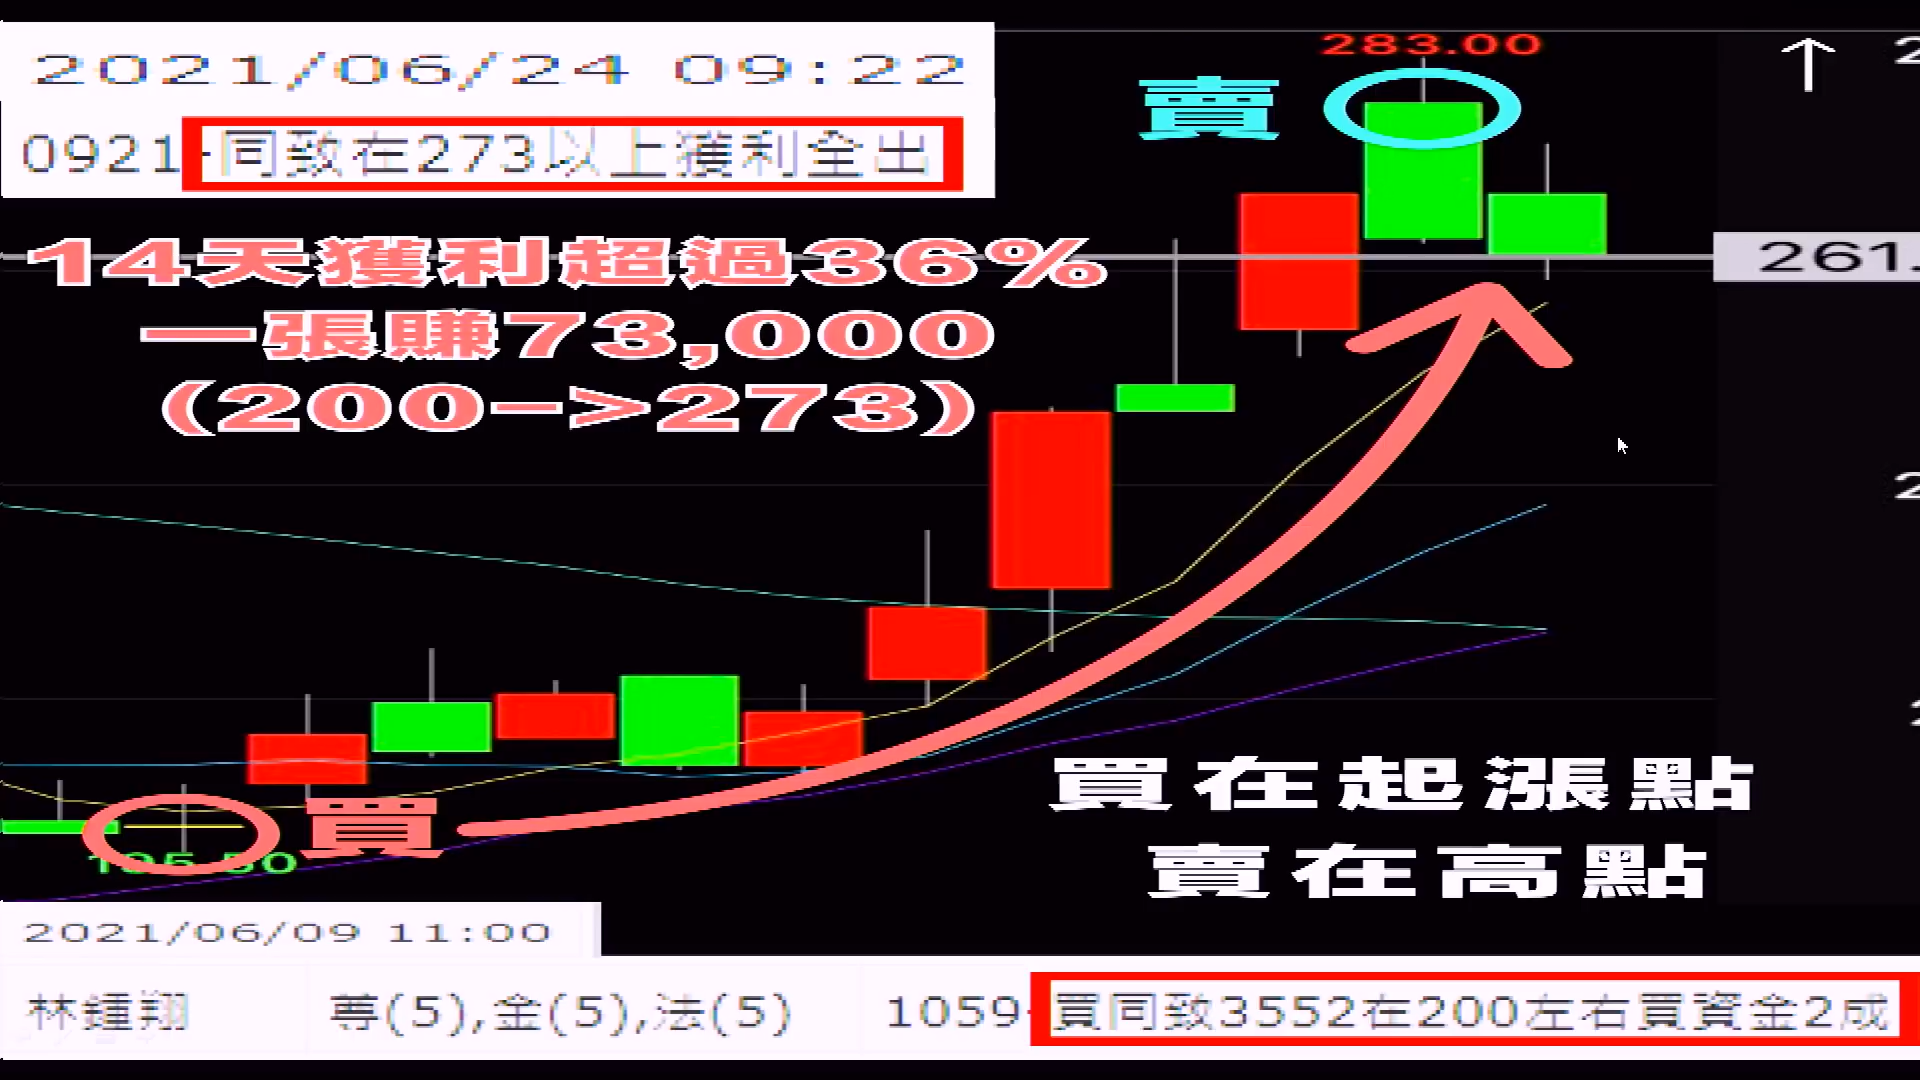 2021/06/24 09:22
0921-同致在273以上獲利全出
283.00
賣
14天獲利超過36%
一張賺73,000
(200->273)
261.
買
買在起漲點
賣在高點
2021/06/09 11:00
林鍾翔 尊(5),金(5),法(5) 1059-買同致3552在200左右買資金2成